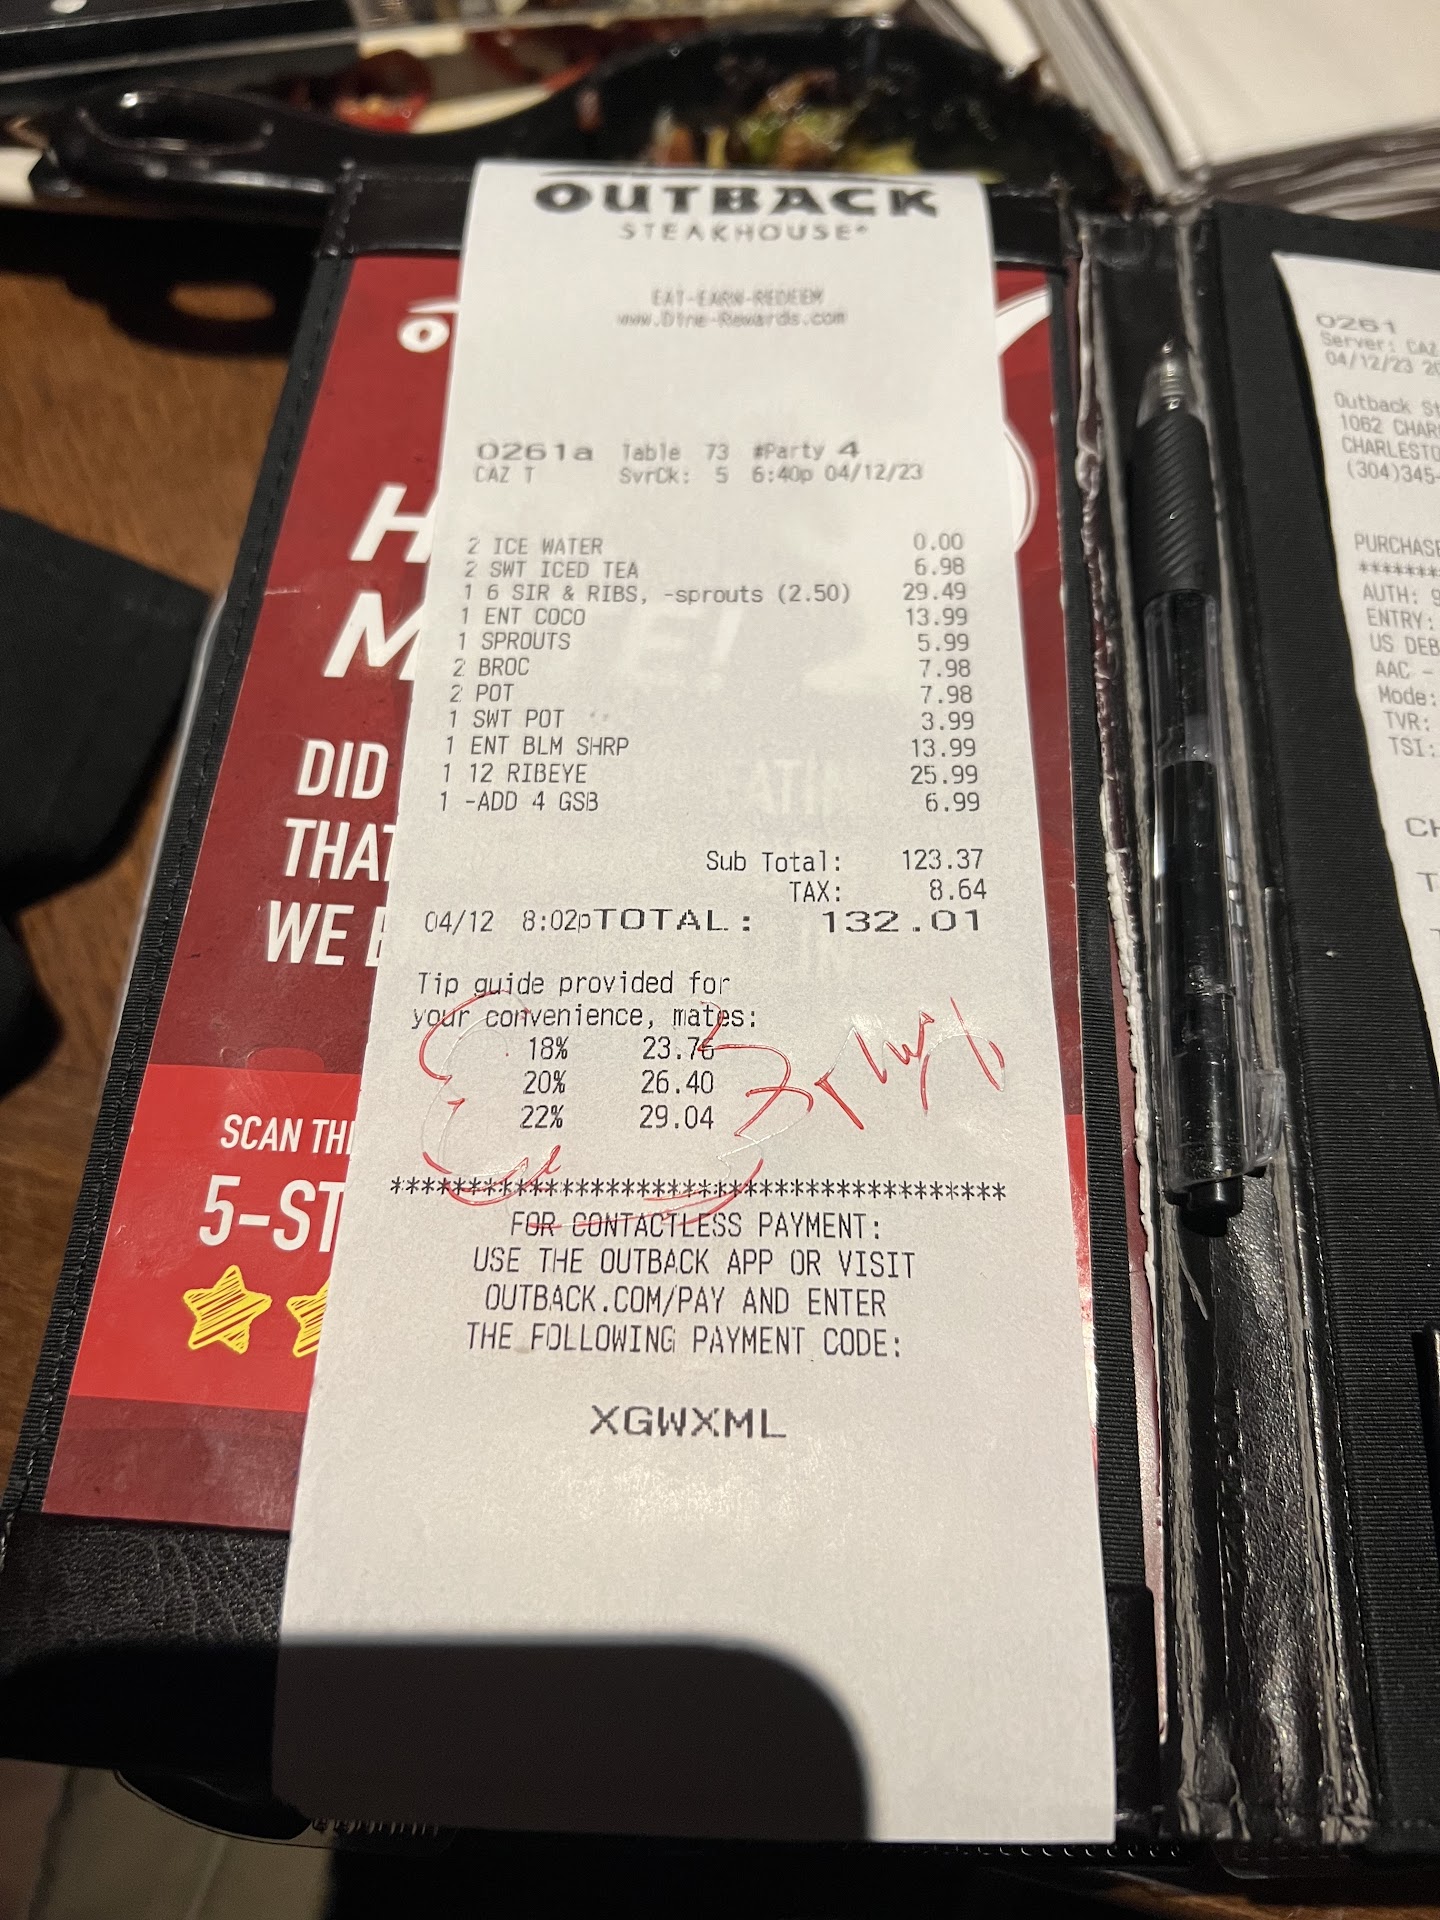 OUTBACK
STEAKHOUSE®
EAT-EARN-REDEEM
www.Dine-Rewards.com
0261a Table 73 #Party 4
CAZ T SvrCk: 5 6:40p 04/12/23
2 ICE WATER 0.00
2 SWT ICED TEA 6.98
1 6 SIR & RIBS, -sprouts (2.50) 29.49
1 ENT COCO 13.99
1 SPROUTS 5.99
2 BROC 7.98
2 POT 7.98
1 SWT POT 3.99
1 ENT BLM SHRP 13.99
1 12 RIBEYE 25.99
1 -ADD 4 GSB 6.99
Sub Total: 123.37
TAX: 8.64
04/12 8:02pTOTAL: 132.01
Tip guide provided for
your convenience, mates:
18% 23.76
20% 26.40
22% 29.04
*****************************************
FOR CONTACTLESS PAYMENT:
USE THE OUTBACK APP OR VISIT
OUTBACK.COM/PAY AND ENTER
THE FOLLOWING PAYMENT CODE:
XGWXML
DID
THAT
WE
SCAN THI
5-ST
0261
Server: CAZ
04/12/23 20
Outback St
1062 CHAR
CHARLESTO
(304)345-
PURCHASE
*******
AUTH: 9
ENTRY:
US DEB
AAC -
Mode:
TVR:
TSI:
CH
T